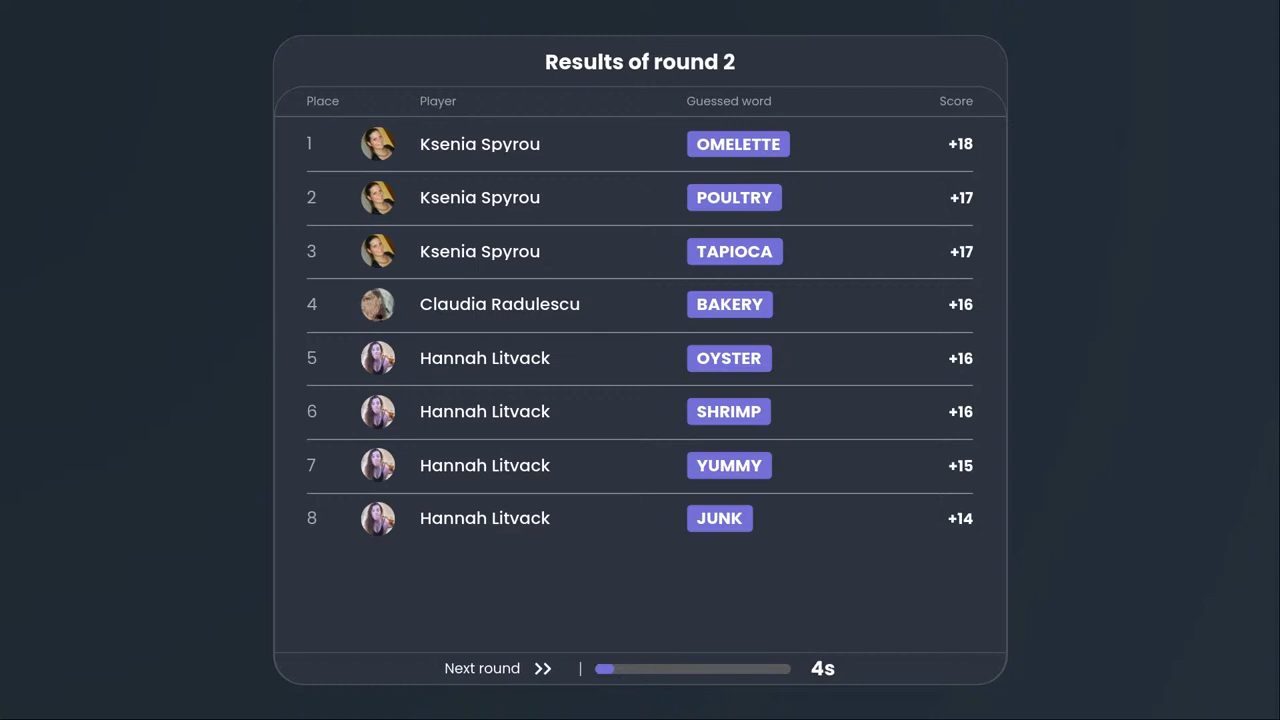 Results of round 2
Place Player Guessed word Score
1 Ksenia Spyrou OMELETTE +18
2 Ksenia Spyrou POULTRY +17
3 Ksenia Spyrou TAPIOCA +17
4 Claudia Radulescu BAKERY +16
5 Hannah Litvack OYSTER +16
6 Hannah Litvack SHRIMP +16
7 Hannah Litvack YUMMY +15
8 Hannah Litvack JUNK +14
Next round | 4s